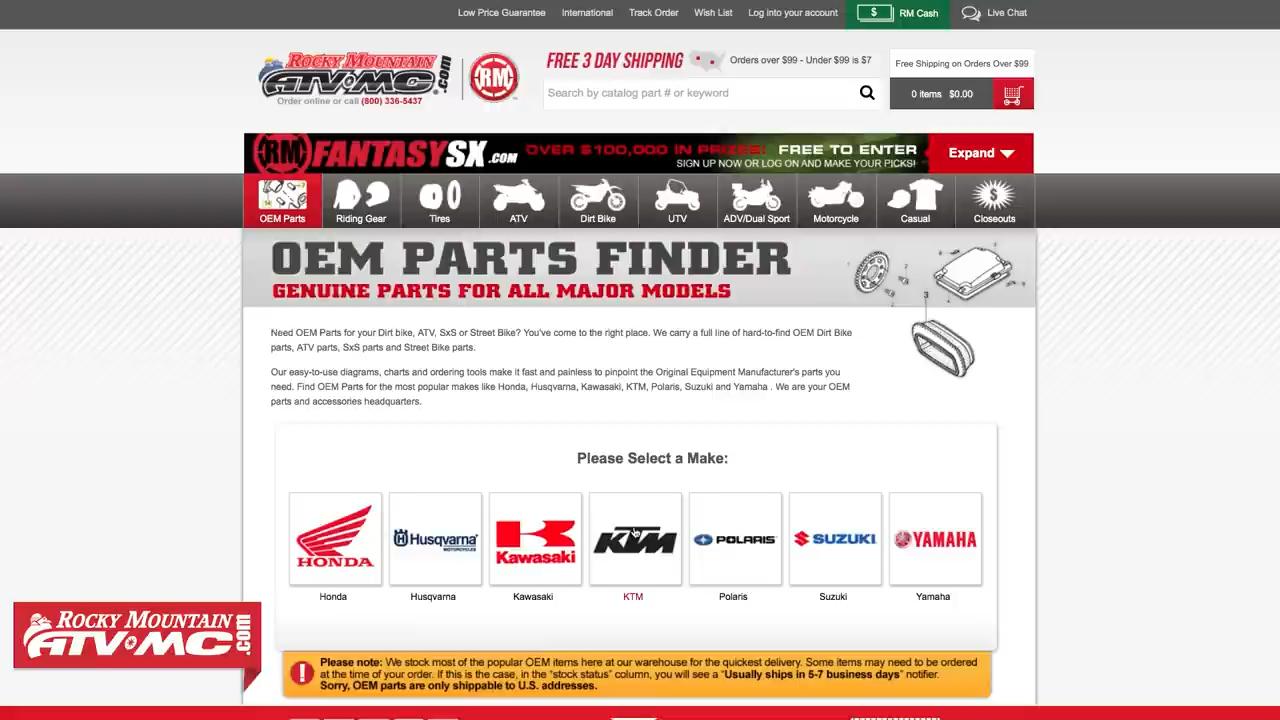 Low Price Guarantee International Track Order Wish List Log into your account $ RM Cash Live Chat
ROCKY MOUNTAIN
ATV·MC.com
RM
Order online or call (800) 336-5437
FREE 3 DAY SHIPPING Orders over $99 - Under $99 is $7
Search by catalog part # or keyword
Free Shipping on Orders Over $99
0 items $0.00
RM FANTASYSX.COM OVER $100,000 IN PRIZES! FREE TO ENTER
SIGN UP NOW OR LOG ON AND MAKE YOUR PICKS!
Expand
OEM Parts Riding Gear Tires ATV Dirt Bike UTV ADV/Dual Sport Motorcycle Casual Closeouts
OEM PARTS FINDER
GENUINE PARTS FOR ALL MAJOR MODELS
3
Need OEM Parts for your Dirt bike, ATV, SxS or Street Bike? You've come to the right place. We carry a full line of hard-to-find OEM Dirt Bike
parts, ATV parts, SxS parts and Street Bike parts.
Our easy-to-use diagrams, charts and ordering tools make it fast and painless to pinpoint the Original Equipment Manufacturer's parts you
need. Find OEM Parts for the most popular makes like Honda, Husqvarna, Kawasaki, KTM, Polaris, Suzuki and Yamaha . We are your OEM
parts and accessories headquarters.
Please Select a Make:
HONDA Husqvarna MOTORCYCLES Kawasaki KTM POLARIS SUZUKI YAMAHA
Honda Husqvarna Kawasaki KTM Polaris Suzuki Yamaha
ROCKY MOUNTAIN
ATV·MC.com
Please note: We stock most of the popular OEM items here at our warehouse for the quickest delivery. Some items may need to be ordered
at the time of your order. If this is the case, in the "stock status" column, you will see a "Usually ships in 5-7 business days" notifier.
Sorry, OEM parts are only shippable to U.S. addresses.